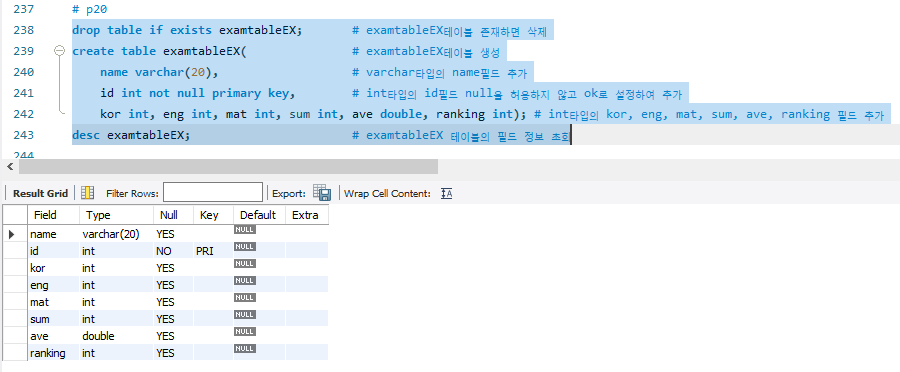 237 # p20
238 drop table if exists examtableEX; # examtableEX테이블 존재하면 삭제
239 create table examtableEX( # examtableEX테이블 생성
240 name varchar(20), # varchar타입의 name필드 추가
241 id int not null primary key, # int타입의 id필드 null을 허용하지 않고 ok로 설정하여 추가
242 kor int, eng int, mat int, sum int, ave double, ranking int); # int타입의 kor, eng, mat, sum, ave, ranking 필드 추가
243 desc examtableEX; # examtableEX 테이블의 필드 정보 조회
244
Result Grid Filter Rows: Export: Wrap Cell Content:
Field Type Null Key Default Extra
name varchar(20) YES NULL
id int NO PRI NULL
kor int YES NULL
eng int YES NULL
mat int YES NULL
sum int YES NULL
ave double YES NULL
ranking int YES NULL